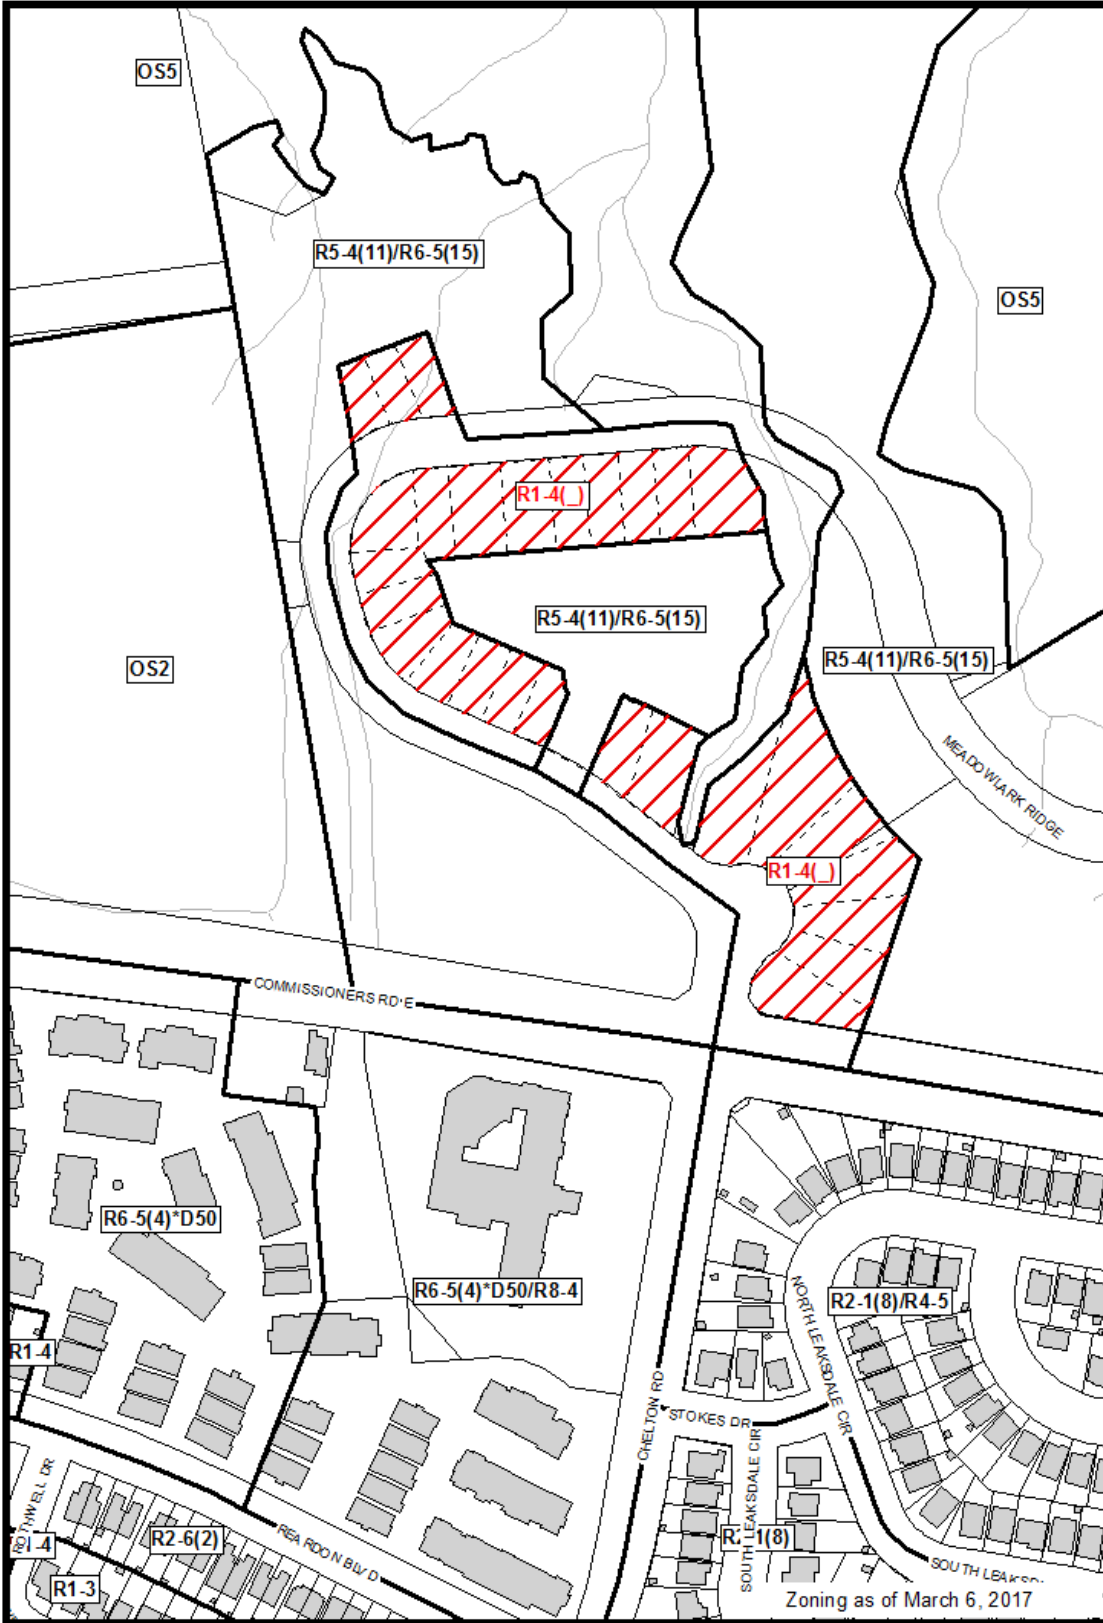 OS5
R5-4(11)/R6-5(15)
OS5
R1-4(_)
R5-4(11)/R6-5(15)
R5-4(11)/R6-5(15)
OS2
MEADOWLARK RIDGE
R1-4(_)
COMMISSIONERS RD E
R6-5(4)*D50
R6-5(4)*D50/R8-4
NORTH LEAKSDALE CIR
R2-1(8)/R4-5
R1-4
CHELTON RD
STOKES DR
SOUTH LEAKSDALE CIR
ROTHWELL DR
REARDON BLVD
R2-6(2)
R2-1(8)
R1-3
Zoning as of March 6, 2017